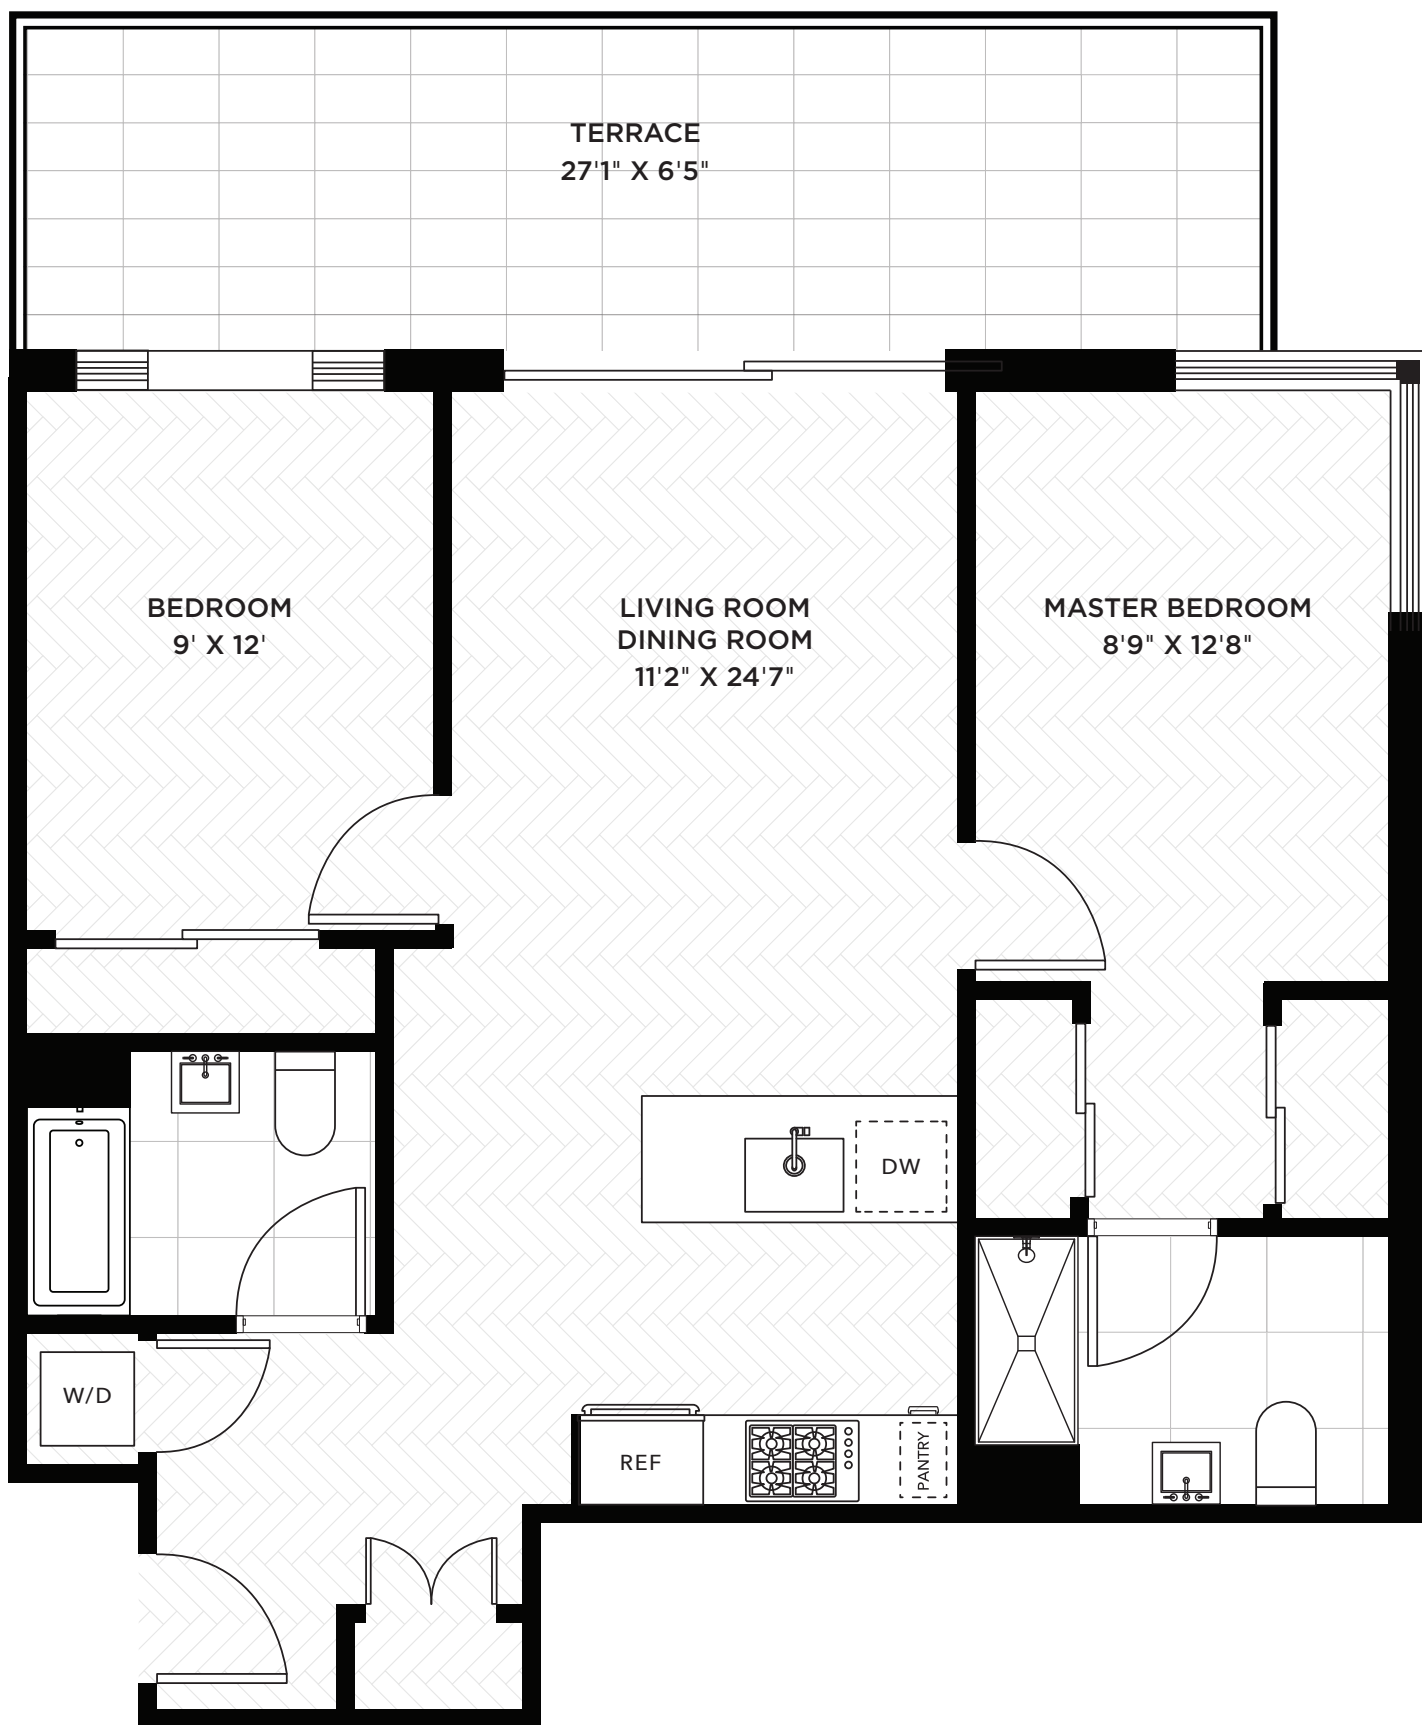 TERRACE
27'1" X 6'5"
BEDROOM
9' X 12'
LIVING ROOM
DINING ROOM
11'2" X 24'7"
MASTER BEDROOM
8'9" X 12'8"
DW
W/D
REF
PANTRY